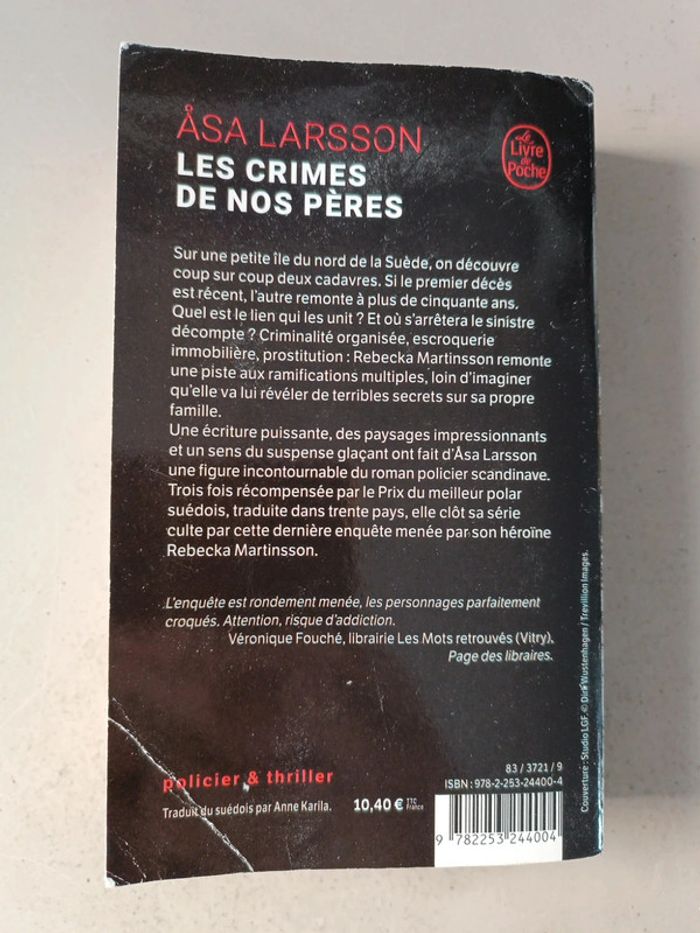 ÅSA LARSSON
LES CRIMES
DE NOS PÈRES
Le
Livre
de
Poche
Sur une petite île du nord de la Suède, on découvre
coup sur coup deux cadavres. Si le premier décès
est récent, l'autre remonte à plus de cinquante ans.
Quel est le lien qui les unit ? Et où s'arrêtera le sinistre
décompte ? Criminalité organisée, escroquerie
immobilière, prostitution : Rebecka Martinsson remonte
une piste aux ramifications multiples, loin d'imaginer
qu'elle va lui révéler de terribles secrets sur sa propre
famille.
Une écriture puissante, des paysages impressionnants
et un sens du suspense glaçant ont fait d'Åsa Larsson
une figure incontournable du roman policier scandinave.
Trois fois récompensée par le Prix du meilleur polar
suédois, traduite dans trente pays, elle clôt sa série
culte par cette dernière enquête menée par son héroïne
Rebecka Martinsson.
L'enquête est rondement menée, les personnages parfaitement
croqués. Attention, risque d'addiction.
Véronique Fouché, librairie Les Mots retrouvés (Vitry).
Page des libraires.
policier & thriller
Traduit du suédois par Anne Karila.
10,40 € TTC
France
83 / 3721 / 9
ISBN : 978-2-253-24400-4
9 782253 244004
Couverture : Studio LGF. © Dirk Wustenhagen / Trevillion Images.